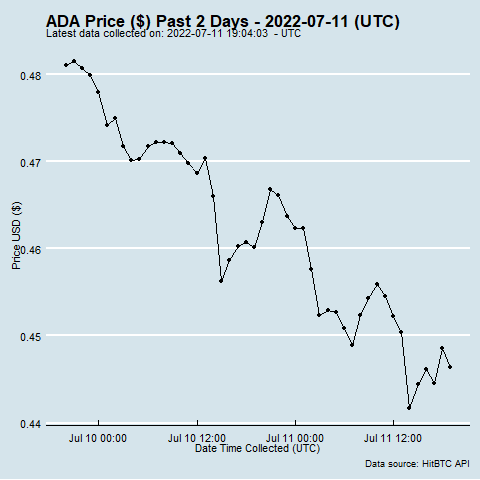 ADA Price ($) Past 2 Days - 2022-07-11 (UTC)
Latest data collected on: 2022-07-11 19:04:03 - UTC
0.48
0.47
0.46
0.45
0.44
Price USD ($)
Jul 10 00:00 Jul 10 12:00 Jul 11 00:00 Jul 11 12:00
Date Time Collected (UTC)
Data source: HitBTC API